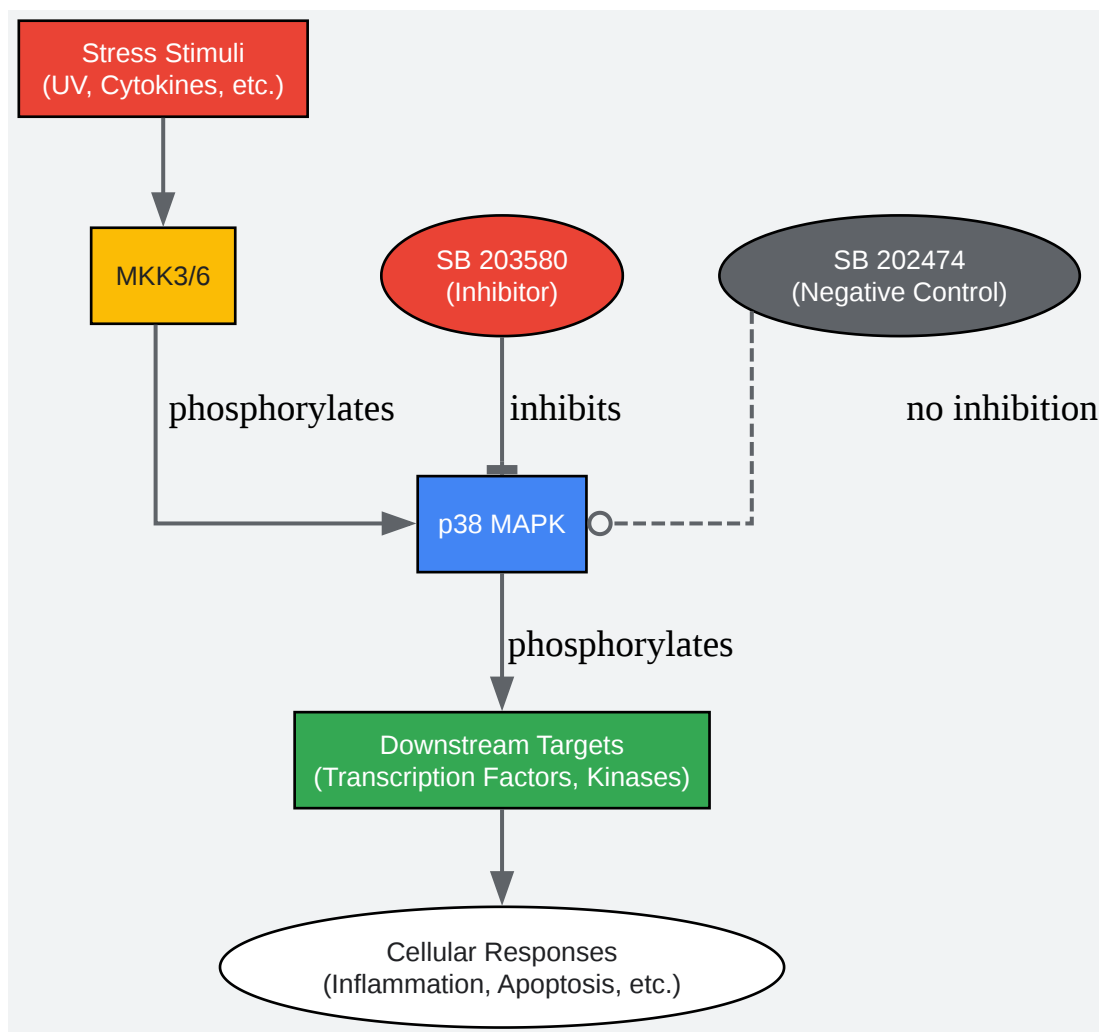 Stress Stimuli
(UV, Cytokines, etc.)
MKK3/6
SB 203580
(Inhibitor)
SB 202474
(Negative Control)
phosphorylates
inhibits
no inhibition
p38 MAPK
phosphorylates
Downstream Targets
(Transcription Factors, Kinases)
Cellular Responses
(Inflammation, Apoptosis, etc.)